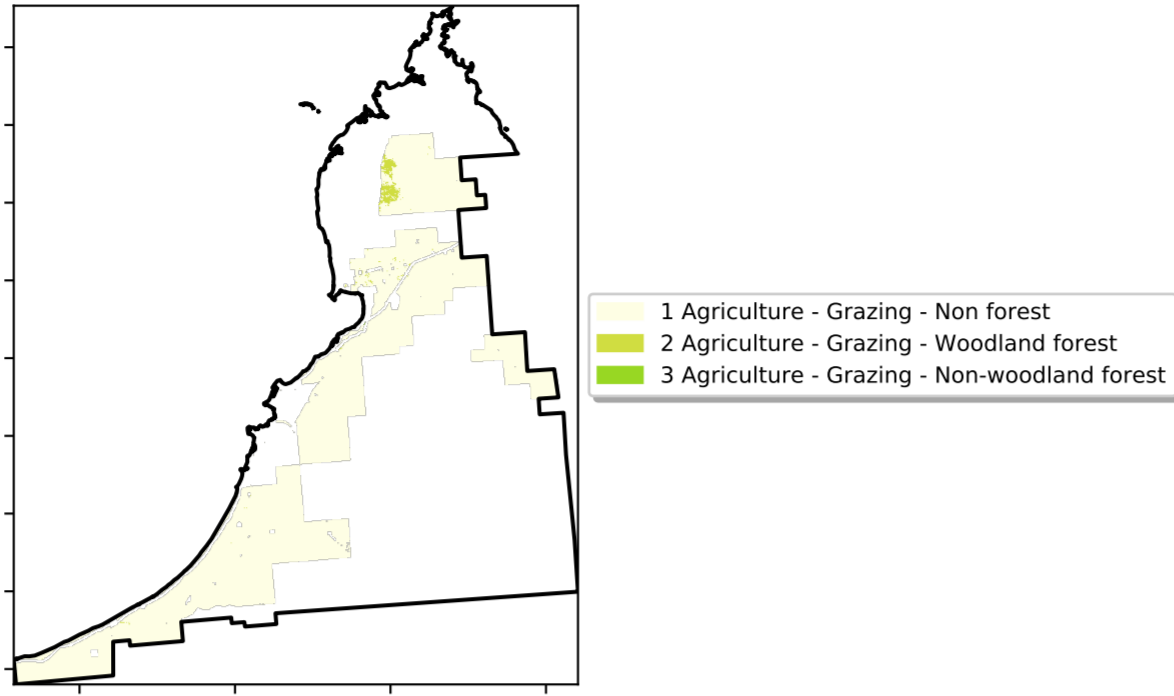 1 Agriculture - Grazing - Non forest
2 Agriculture - Grazing - Woodland forest
3 Agriculture - Grazing - Non-woodland forest